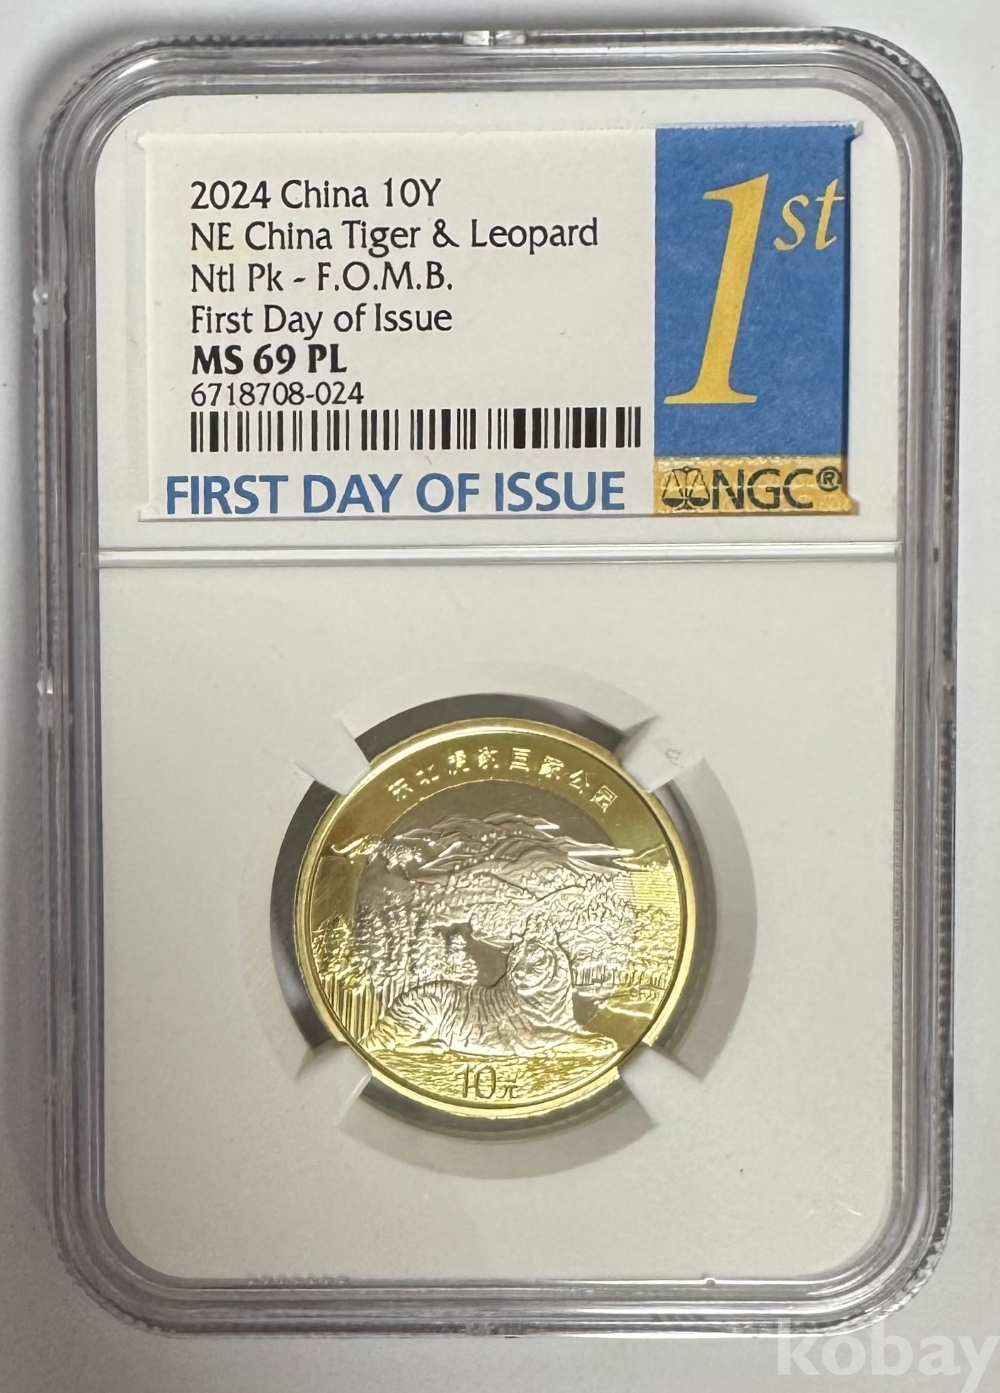 2024 China 10Y
NE China Tiger & Leopard
Ntl Pk - F.O.M.B.
First Day of Issue
MS 69 PL
6718708-024
FIRST DAY OF ISSUE
1st
NGC®
东北虎豹国家公园
10元
kobay